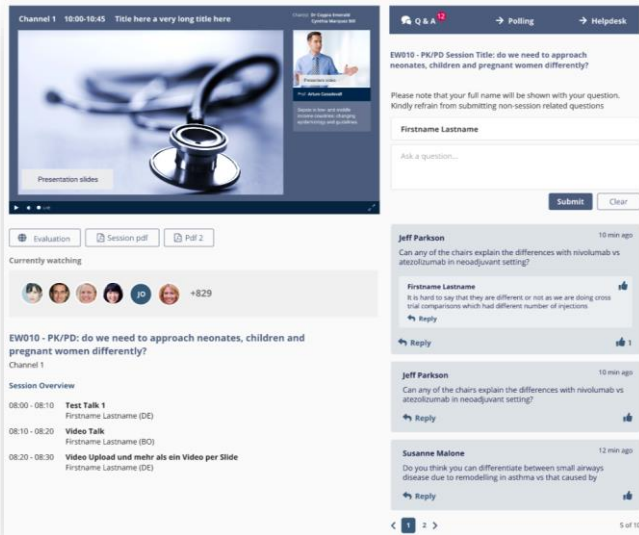 Channel 1 10:00-10:45 Title here a very long title here
Presentation slides
Presentation video
Prof. Arturo Casadevall
LIVE
Evaluation
Session pdf
Pdf 2
Currently watching
JO
+829
EW010 - PK/PD: do we need to approach neonates, children and
pregnant women differently?
Channel 1
Session Overview
08:00 - 08:10 Test Talk 1
Firstname Lastname (DE)
08:10 - 08:20 Video Talk
Firstname Lastname (BO)
08:20 - 08:30 Video Upload und mehr als ein Video per Slide
Firstname Lastname (DE)
Q & A 12
→ Polling
→ Helpdesk
EW010 - PK/PD Session Title: do we need to approach
neonates, children and pregnant women differently?
Please note that your full name will be shown with your question.
Kindly refrain from submitting non-session related questions
Firstname Lastname
Ask a question...
Submit
Clear
Jeff Parkson 10 min ago
Can any of the chairs explain the differences with nivolumab vs
atezolizumab in neoadjuvant setting?
Firstname Lastname
It is hard to say that they are different or not as we are doing cross
trial comparisons which had different number of injections
Reply
Reply 1
Jeff Parkson 10 min ago
Can any of the chairs explain the differences with nivolumab vs
atezolizumab in neoadjuvant setting?
Reply
Susanne Malone 12 min ago
Do you think you can differentiate between small airways
disease due to remodelling in asthma vs that caused by
Reply
1 2